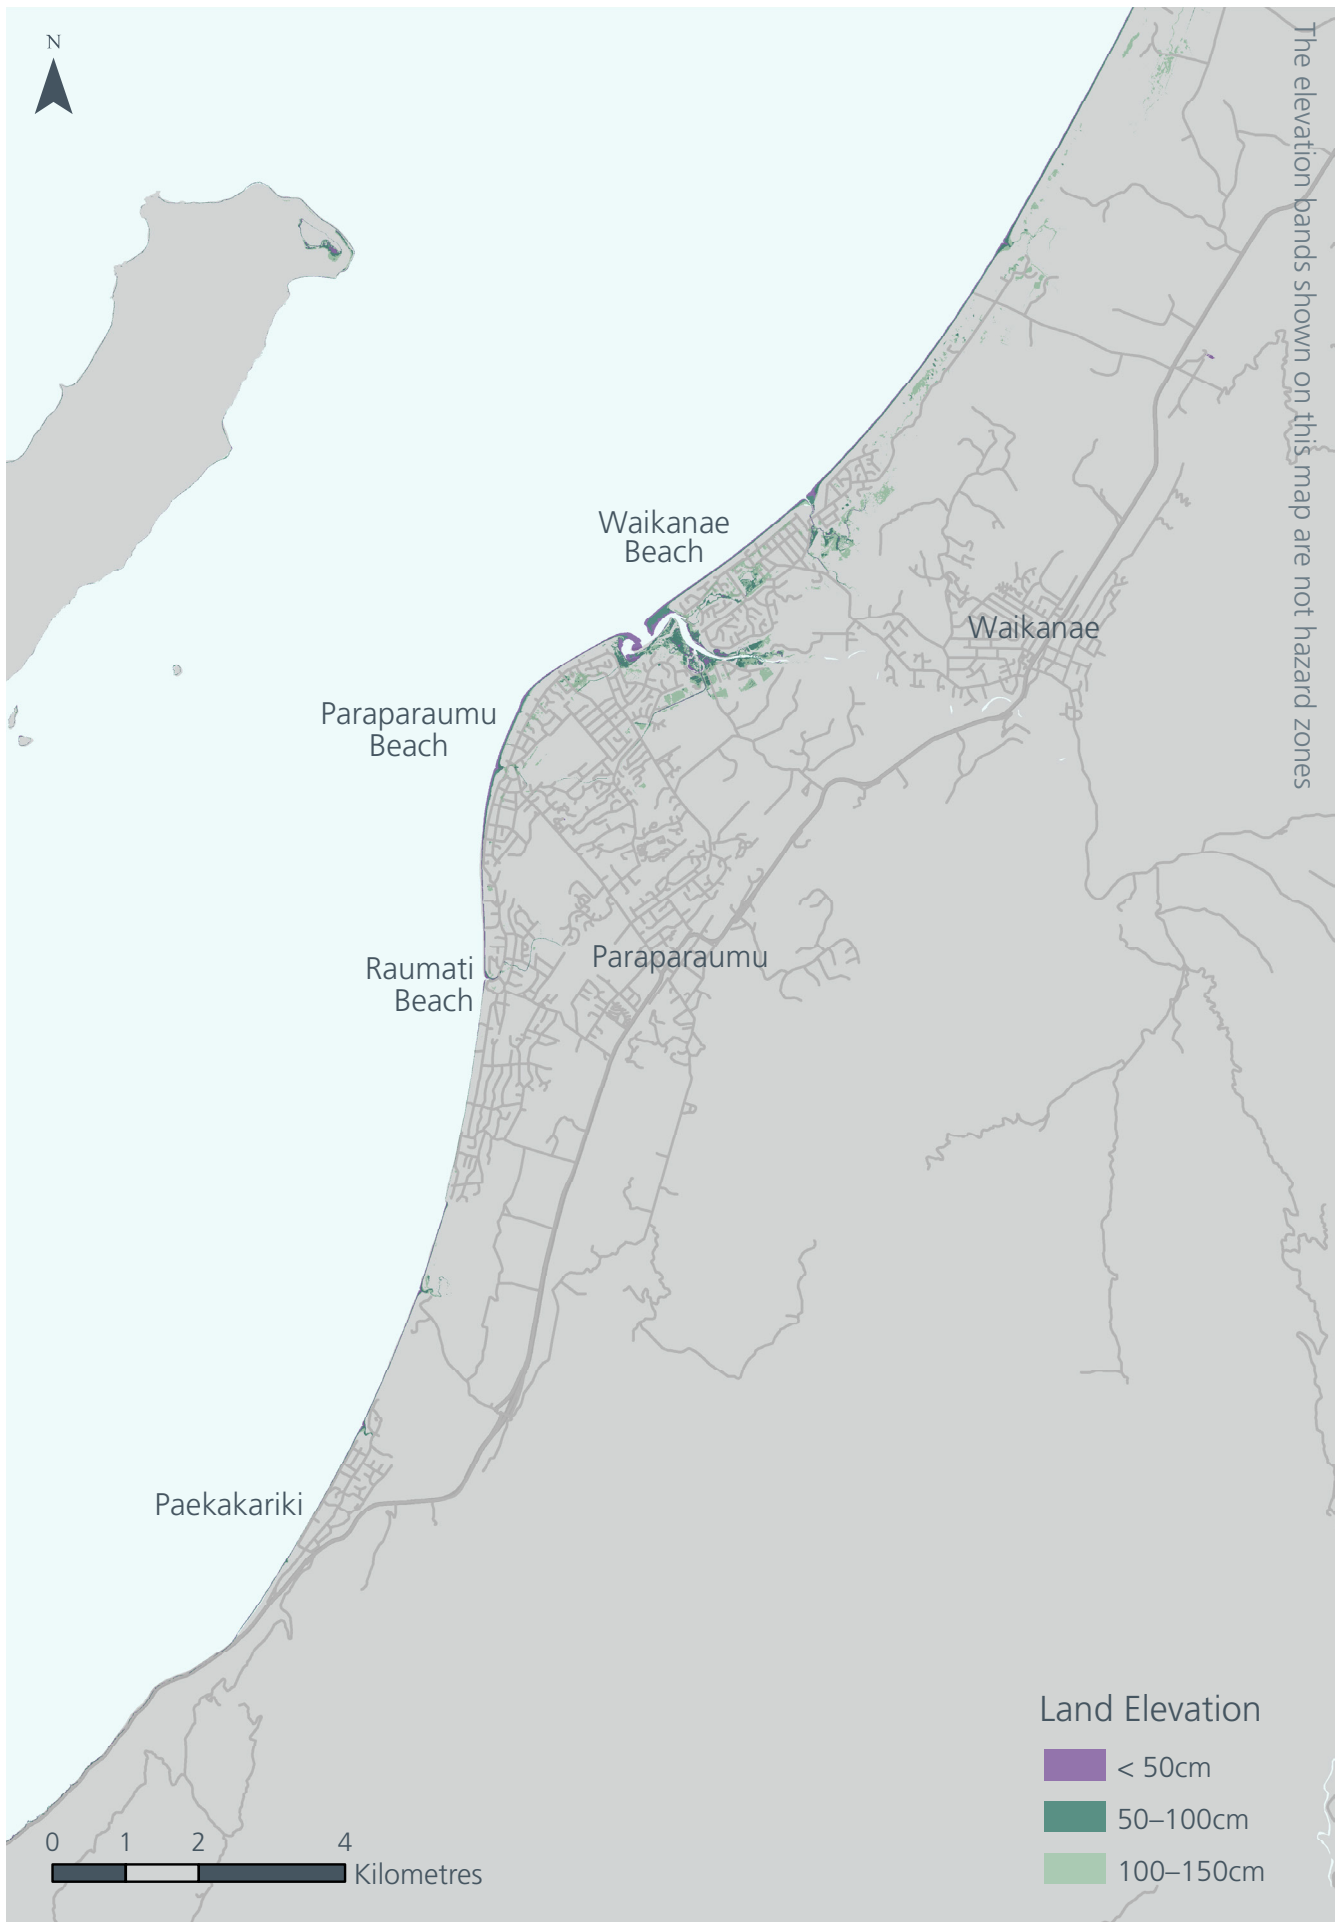 N
The elevation bands shown on this map are not hazard zones
Waikanae
Beach
Waikanae
Paraparaumu
Beach
Raumati
Beach
Paraparaumu
Paekakariki
Land Elevation
< 50cm
50–100cm
100–150cm
0 1 2 4
Kilometres